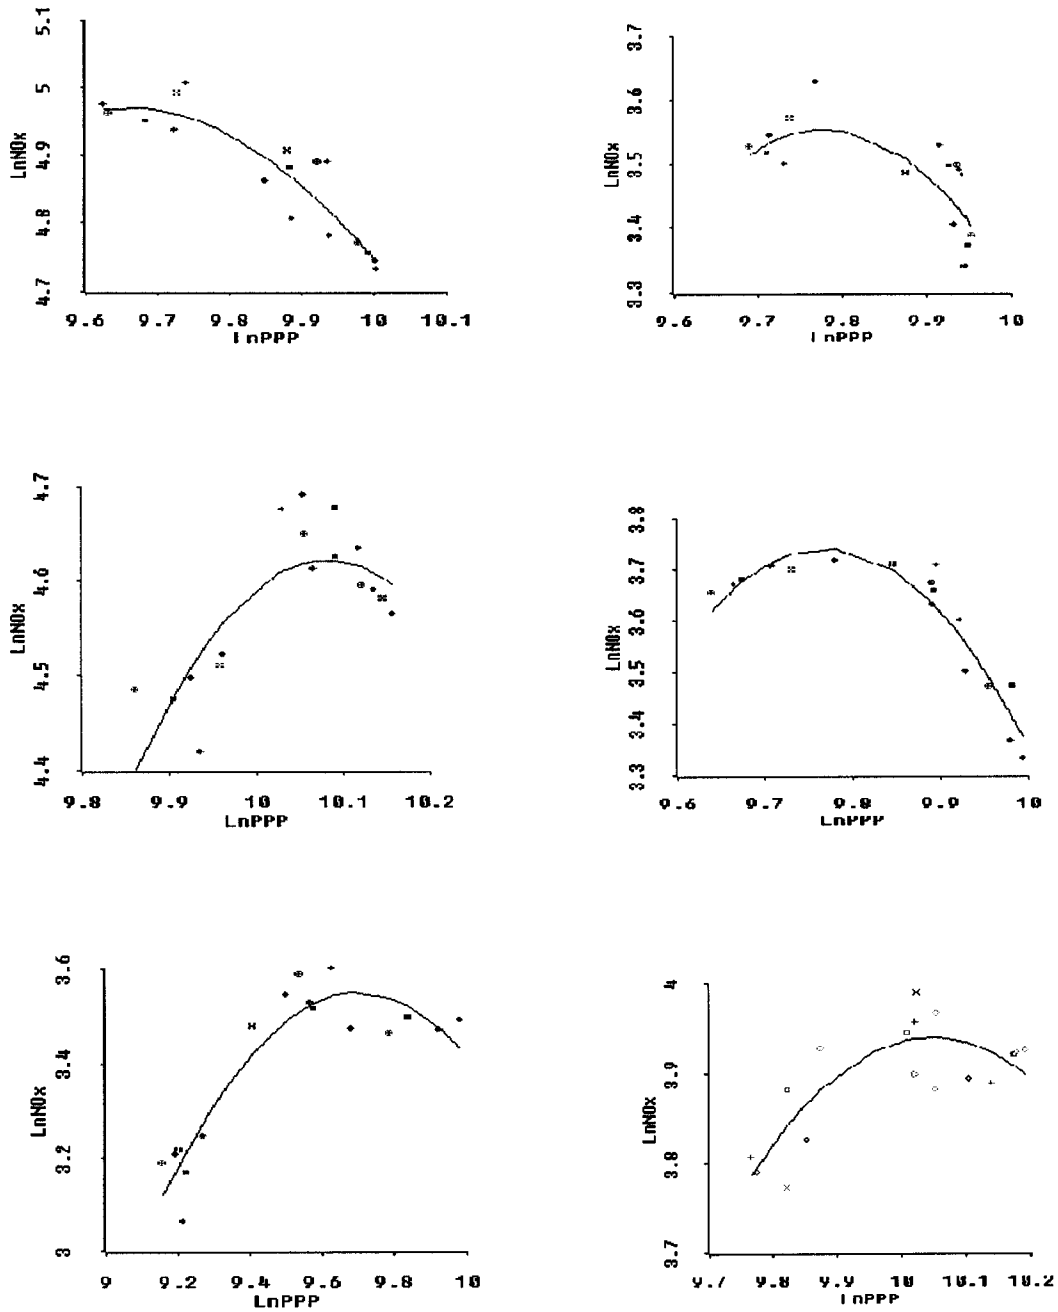 5.1
5
4.9
4.8
4.7
LnNOx
9.6 9.7 9.8 9.9 10 10.1
LnPPP
3.7
3.6
3.5
3.4
3.3
LnNOx
9.6 9.7 9.8 9.9 10
LnPPP
4.7
4.6
4.5
4.4
LnNOx
9.8 9.9 10 10.1 10.2
LnPPP
3.8
3.7
3.6
3.5
3.4
3.3
LnNOx
9.6 9.7 9.8 9.9 10
LnPPP
3.6
3.4
3.2
3
LnNOx
9 9.2 9.4 9.6 9.8 10
LnPPP
4
3.9
3.8
3.7
LnNOx
9.7 9.8 9.9 10 10.1 10.2
LnPPP